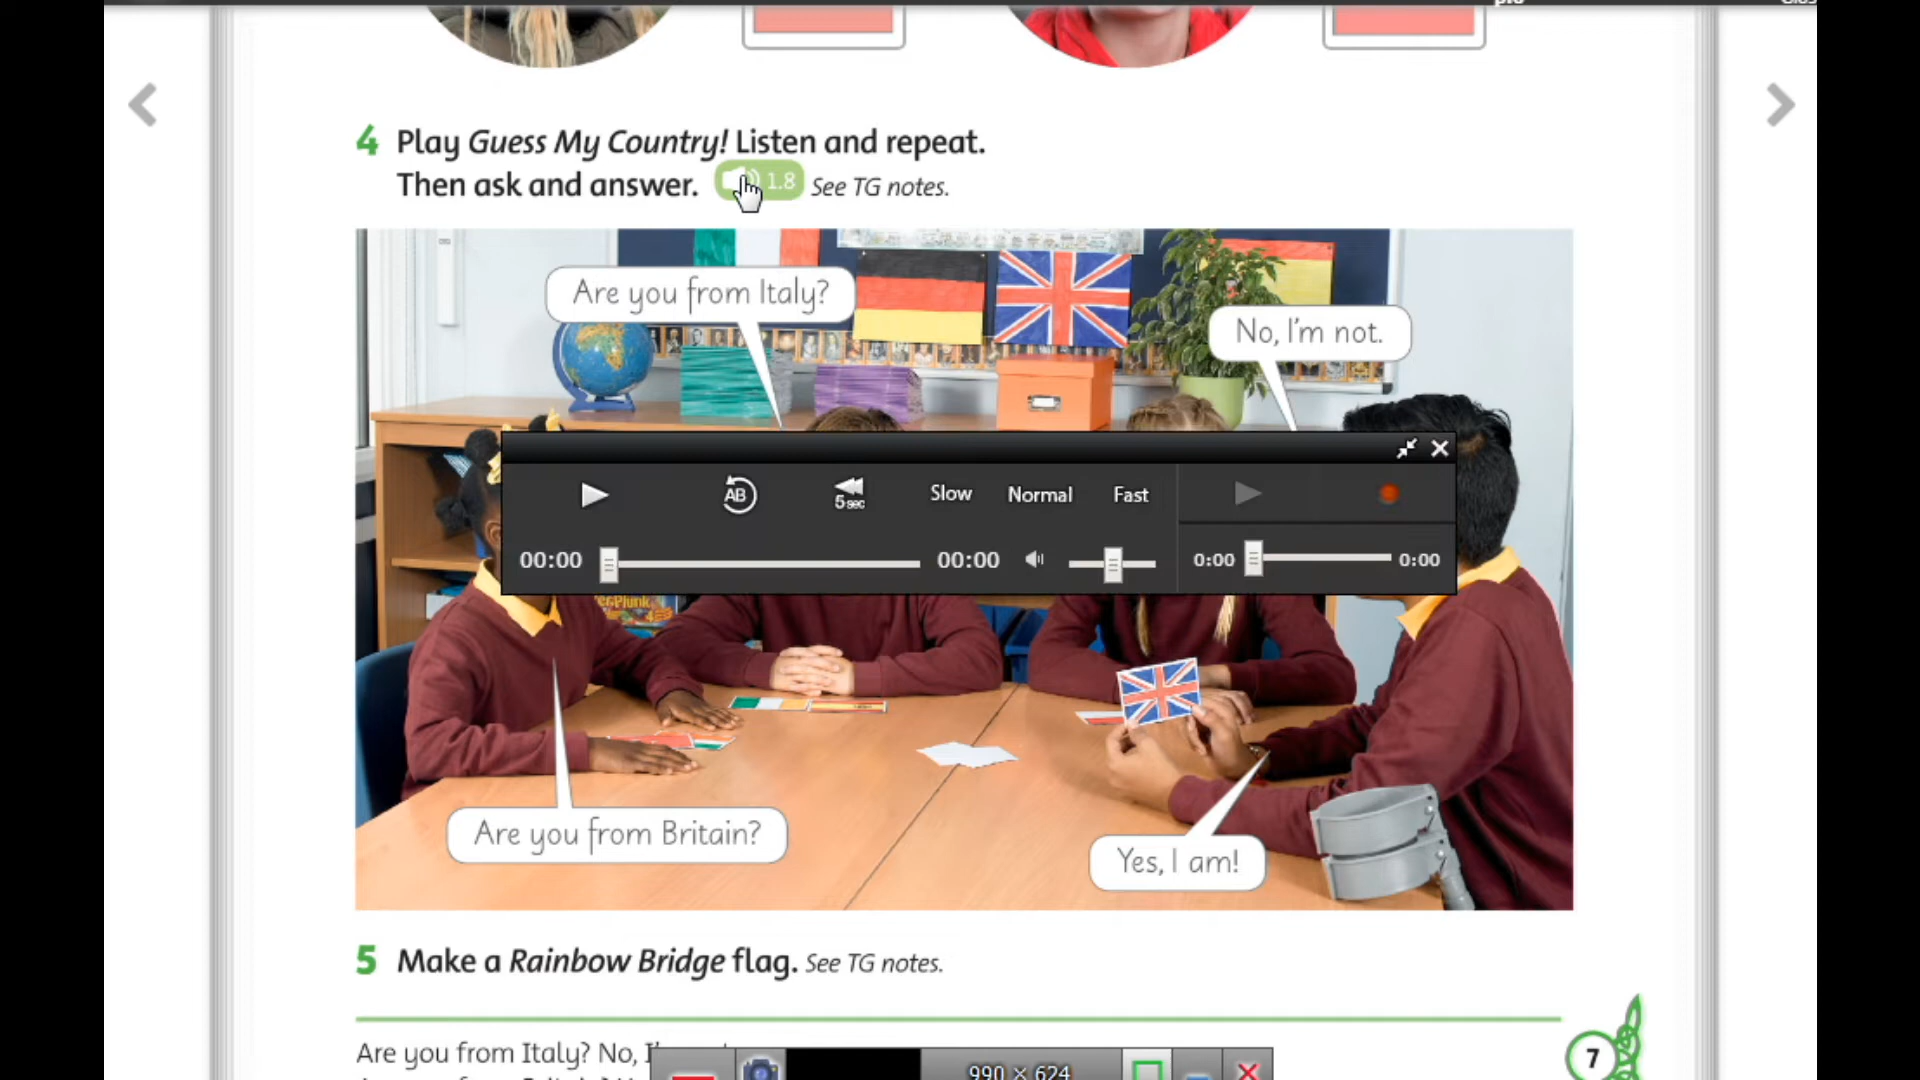 4 Play Guess My Country! Listen and repeat.
Then ask and answer. 1.8 See TG notes.
Are you from Italy?
No, I'm not.
AB
5 sec
Slow
Normal
Fast
00:00
00:00
0:00
0:00
Are you from Britain?
Yes, I am!
5 Make a Rainbow Bridge flag. See TG notes.
Are you from Italy? No,
990 × 624
7